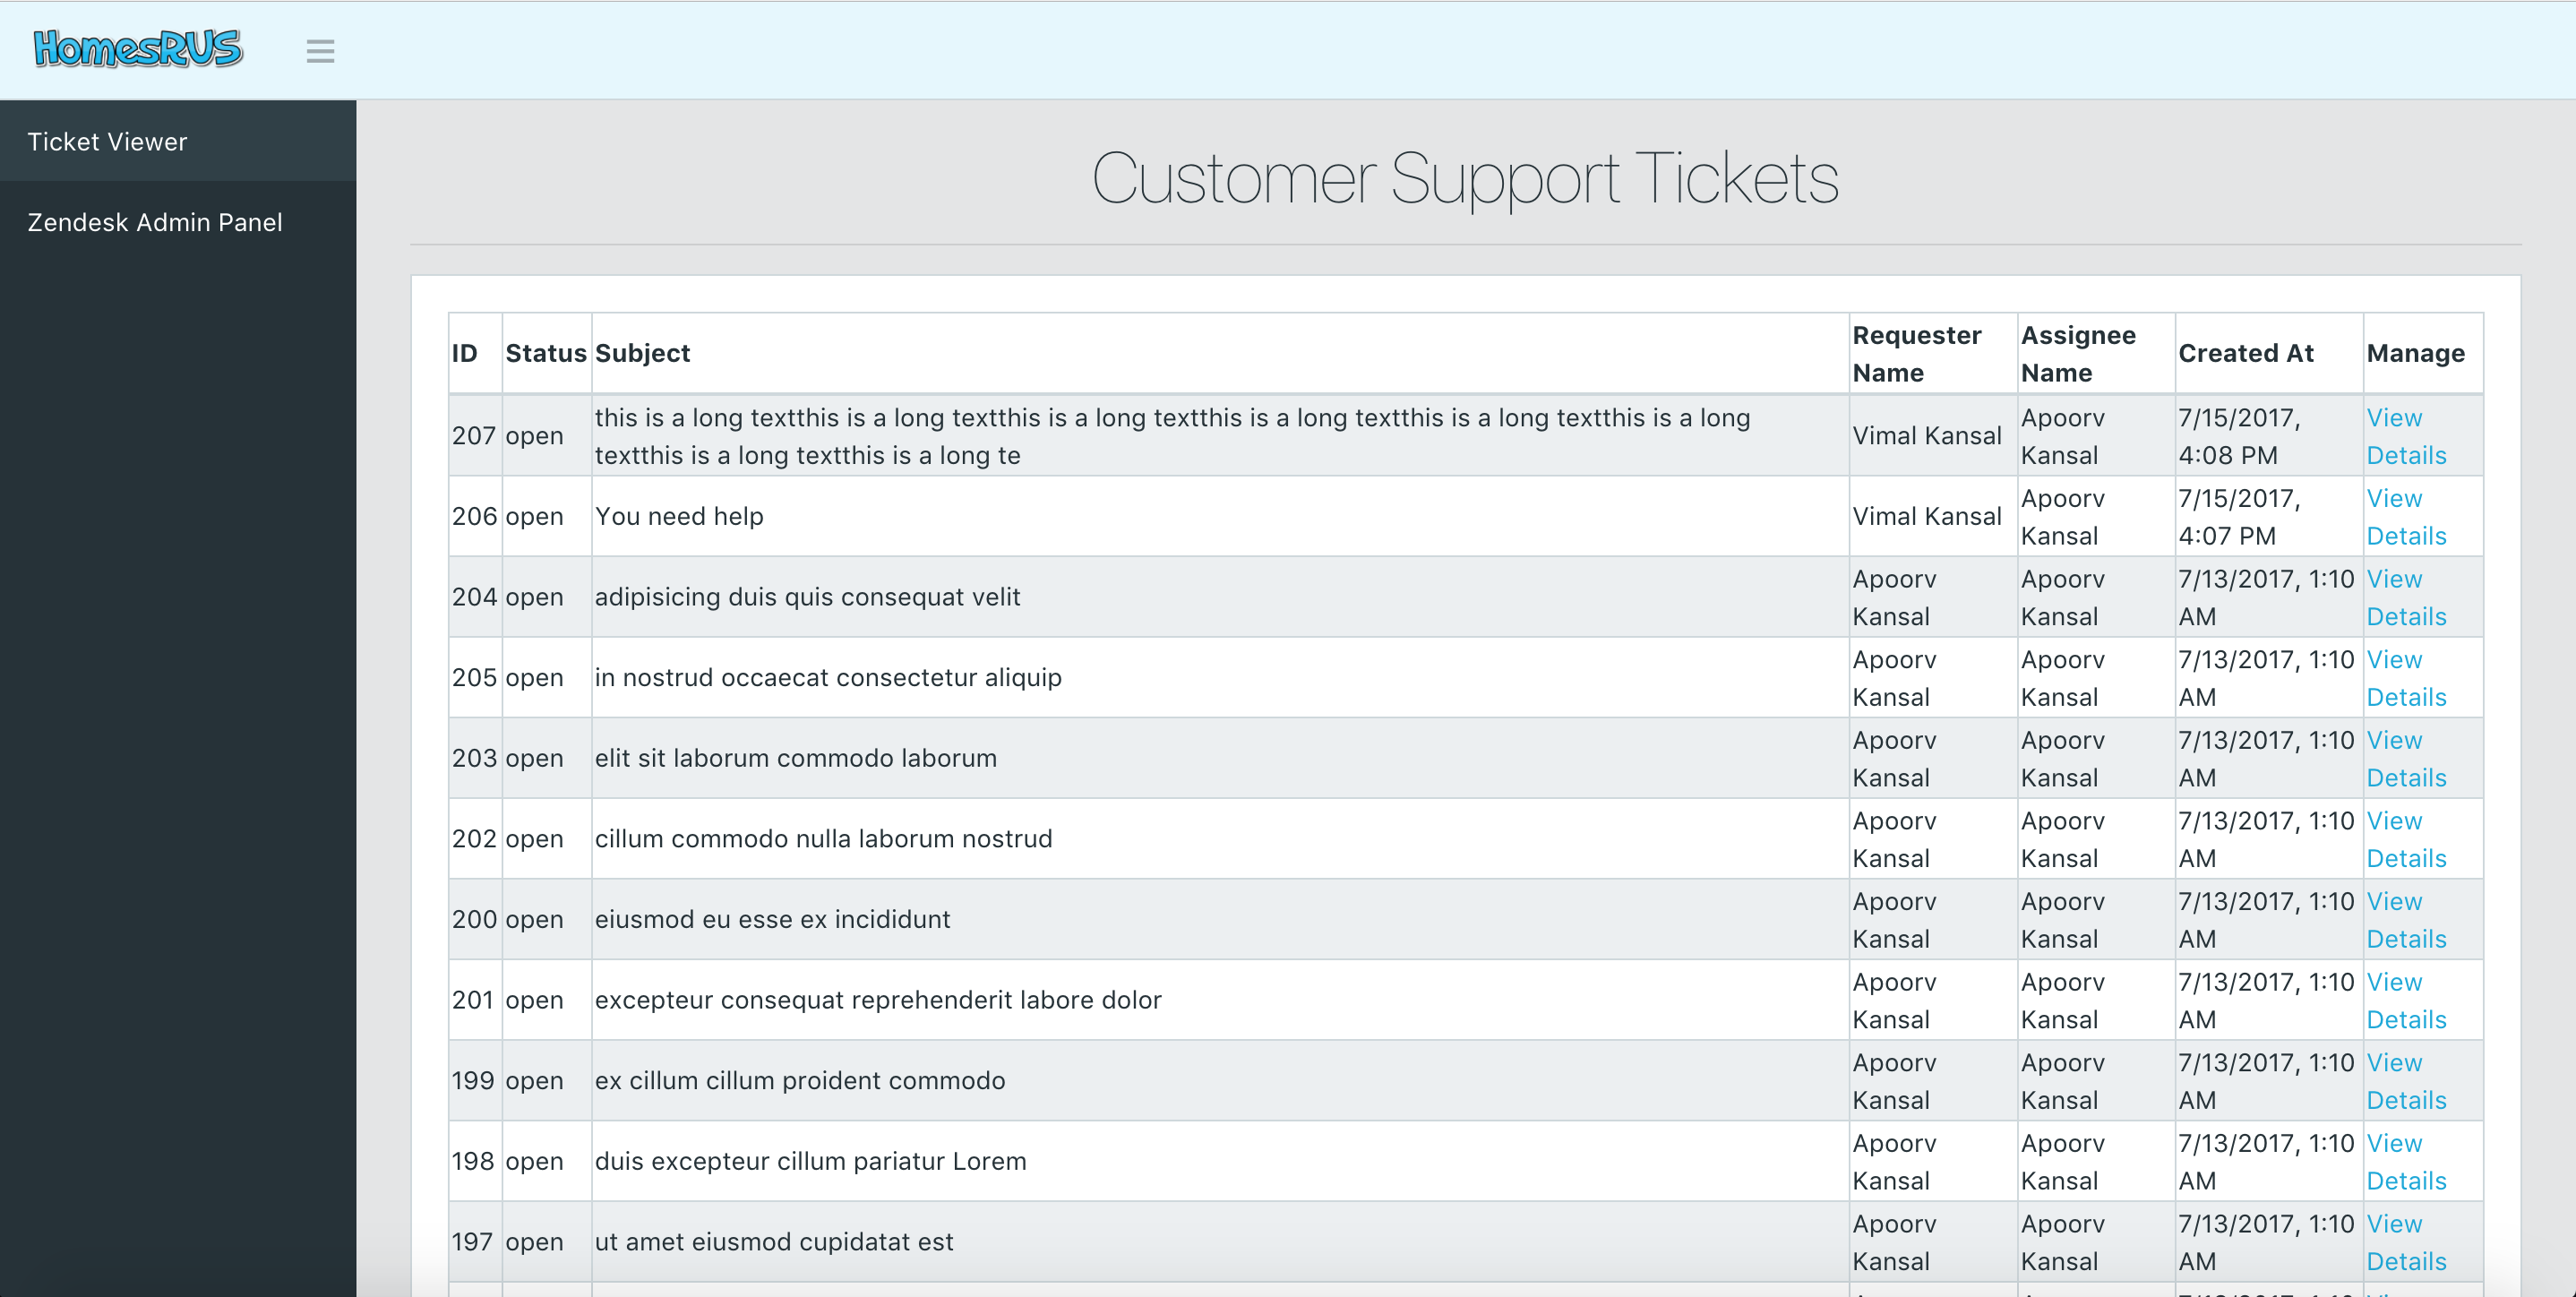 HomesRUS
Ticket Viewer
Zendesk Admin Panel
Customer Support Tickets
ID Status Subject Requester Name Assignee Name Created At Manage
207 open this is a long textthis is a long textthis is a long textthis is a long textthis is a long textthis is a long textthis is a long textthis is a long te Vimal Kansal Apoorv Kansal 7/15/2017, 4:08 PM View Details
206 open You need help Vimal Kansal Apoorv Kansal 7/15/2017, 4:07 PM View Details
204 open adipisicing duis quis consequat velit Apoorv Kansal Apoorv Kansal 7/13/2017, 1:10 AM View Details
205 open in nostrud occaecat consectetur aliquip Apoorv Kansal Apoorv Kansal 7/13/2017, 1:10 AM View Details
203 open elit sit laborum commodo laborum Apoorv Kansal Apoorv Kansal 7/13/2017, 1:10 AM View Details
202 open cillum commodo nulla laborum nostrud Apoorv Kansal Apoorv Kansal 7/13/2017, 1:10 AM View Details
200 open eiusmod eu esse ex incididunt Apoorv Kansal Apoorv Kansal 7/13/2017, 1:10 AM View Details
201 open excepteur consequat reprehenderit labore dolor Apoorv Kansal Apoorv Kansal 7/13/2017, 1:10 AM View Details
199 open ex cillum cillum proident commodo Apoorv Kansal Apoorv Kansal 7/13/2017, 1:10 AM View Details
198 open duis excepteur cillum pariatur Lorem Apoorv Kansal Apoorv Kansal 7/13/2017, 1:10 AM View Details
197 open ut amet eiusmod cupidatat est Apoorv Kansal Apoorv Kansal 7/13/2017, 1:10 AM View Details